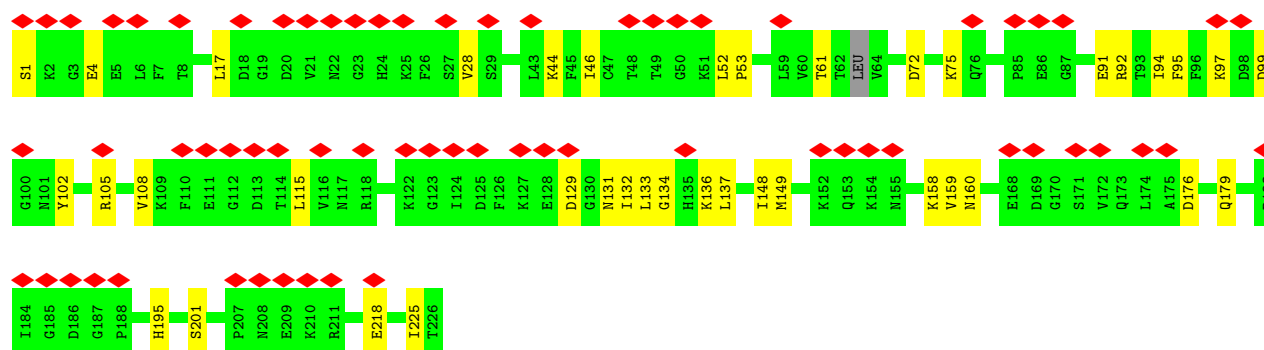 S1 K2 G3 E4 E5 L6 F7 T8 L17 D18 G19 D20 V21 N22 G23 H24 K25 F26 S27 V28 S29 L43 K44 F45 I46 C47 T48 T49 G50 K51 L52 P53 L59 V60 T61 T62 LEU V64 D72 K75 Q76 P85 E86 G87 E91 R92 T93 I94 F95 F96 K97 D98 D99
G100 N101 Y102 R105 V108 K109 F110 E111 G112 D113 T114 L115 V116 N117 R118 K122 G123 I124 D125 F126 K127 E128 D129 G130 N131 I132 L133 G134 H135 K136 L137 I148 M149 K152 Q153 K154 N155 K158 V159 N160 E168 D169 G170 S171 V172 Q173 L174 A175 D176 Q179
I184 G185 D186 G187 P188 H195 S201 P207 N208 E209 K210 R211 E218 I225 T226